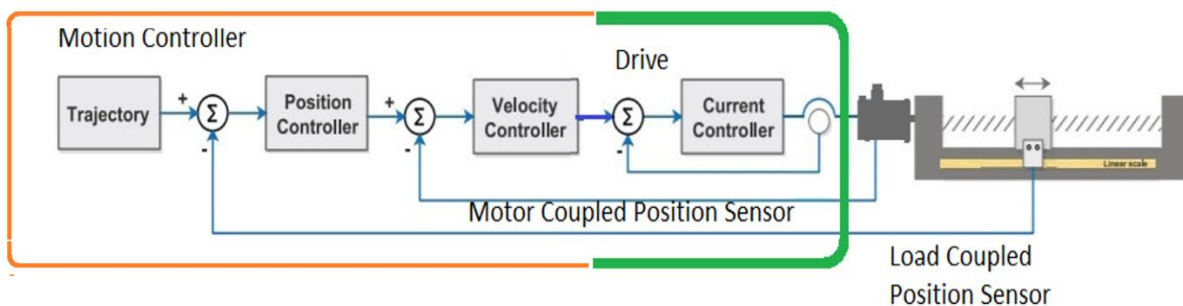 Motion Controller
Drive
Trajectory
+
Σ
-
Position
Controller
+
Σ
-
Velocity
Controller
Σ
-
Current
Controller
Linear scale
Motor Coupled Position Sensor
Load Coupled
Position Sensor